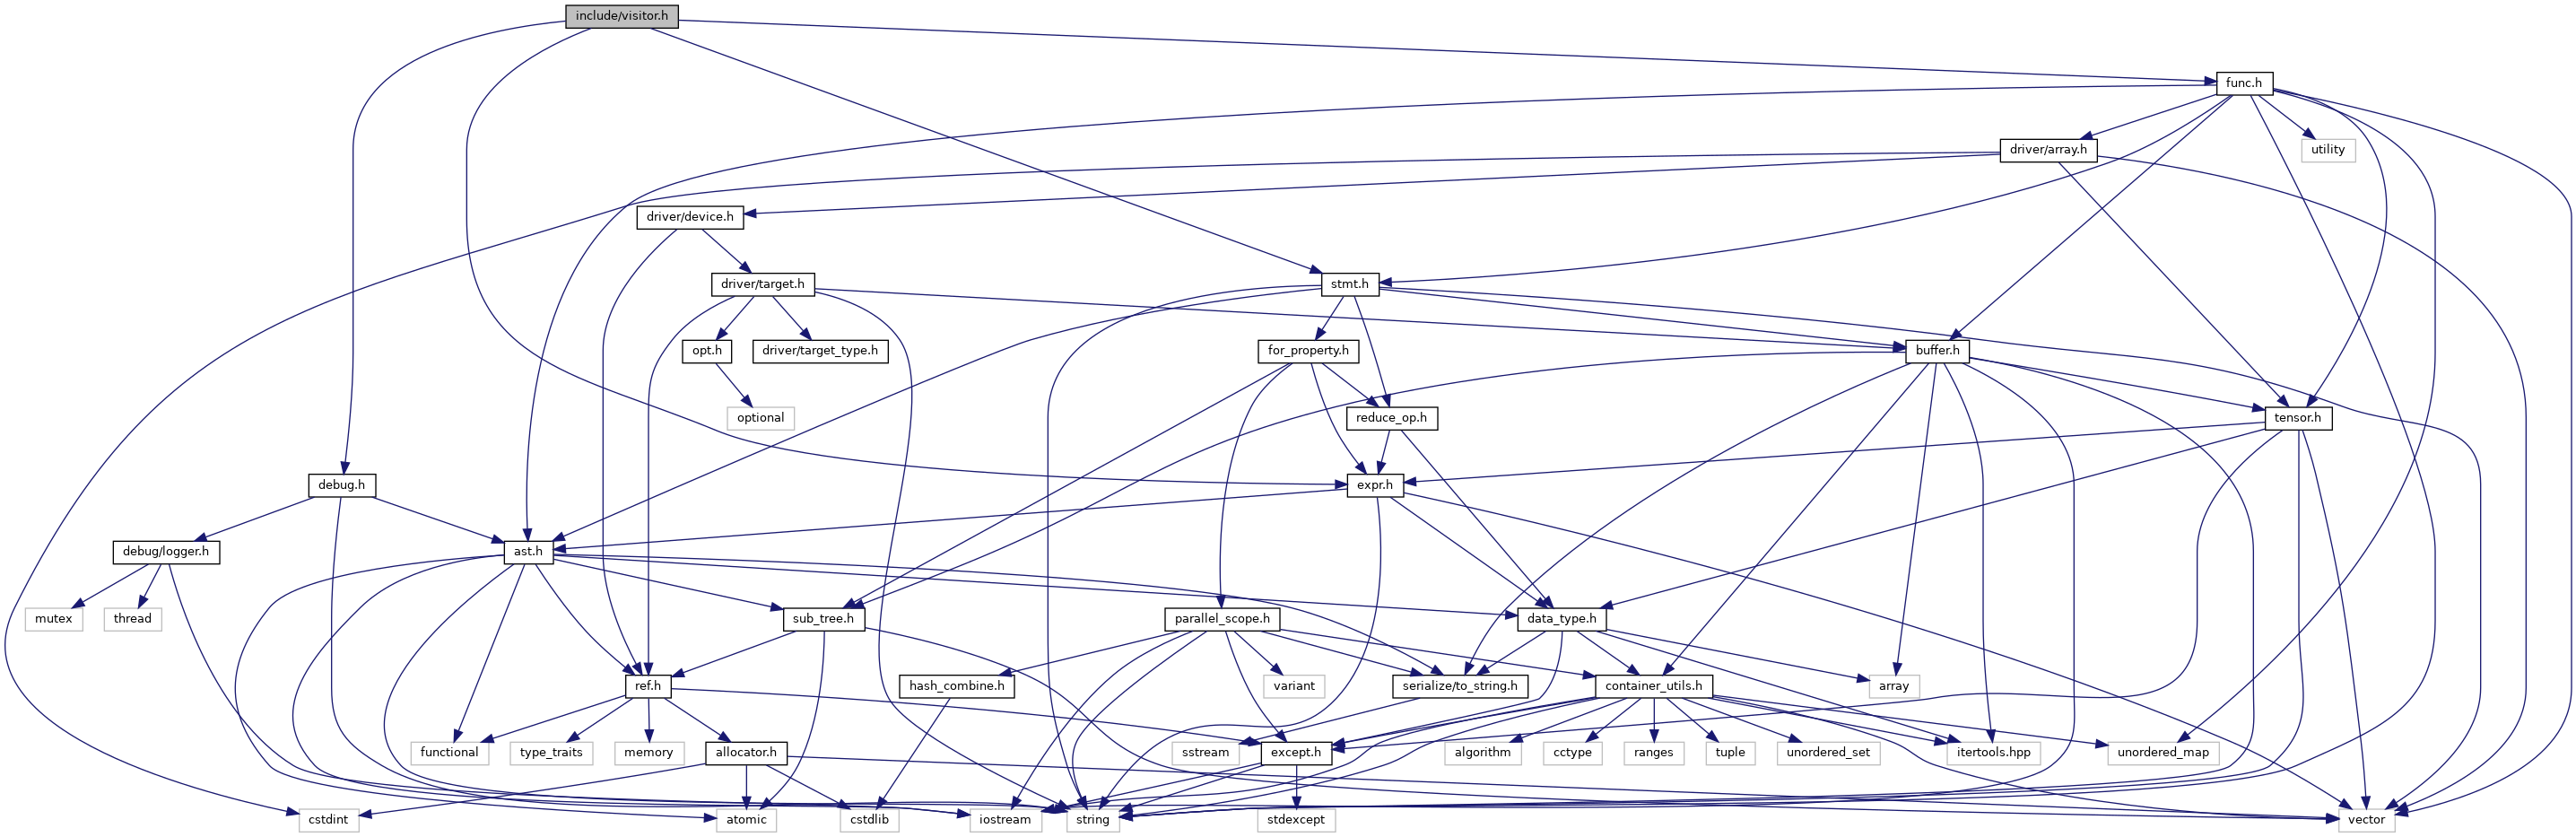 include/visitor.h
func.h
driver/array.h
utility
driver/device.h
driver/target.h
stmt.h
opt.h
driver/target_type.h
for_property.h
buffer.h
optional
reduce_op.h
tensor.h
debug.h
expr.h
debug/logger.h
ast.h
mutex
thread
sub_tree.h
parallel_scope.h
data_type.h
ref.h
hash_combine.h
variant
serialize/to_string.h
container_utils.h
array
functional
type_traits
memory
allocator.h
sstream
except.h
algorithm
cctype
ranges
tuple
unordered_set
itertools.hpp
unordered_map
cstdint
atomic
cstdlib
iostream
string
stdexcept
vector